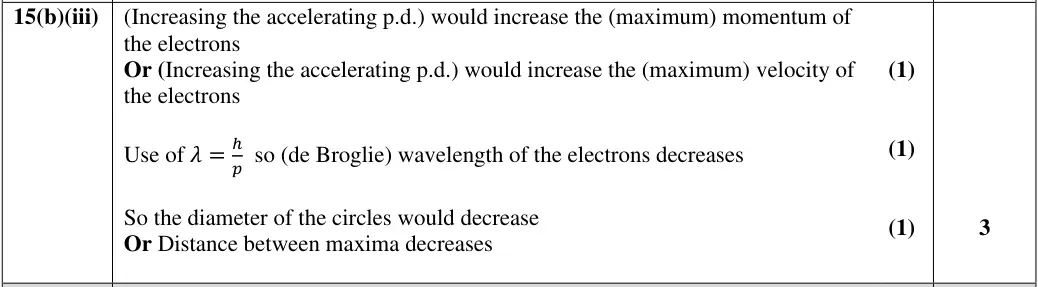 15(b)(iii) (Increasing the accelerating p.d.) would increase the (maximum) momentum of
the electrons
Or (Increasing the accelerating p.d.) would increase the (maximum) velocity of (1)
the electrons
Use of λ = h/p so (de Broglie) wavelength of the electrons decreases (1)
So the diameter of the circles would decrease
Or Distance between maxima decreases (1) 3